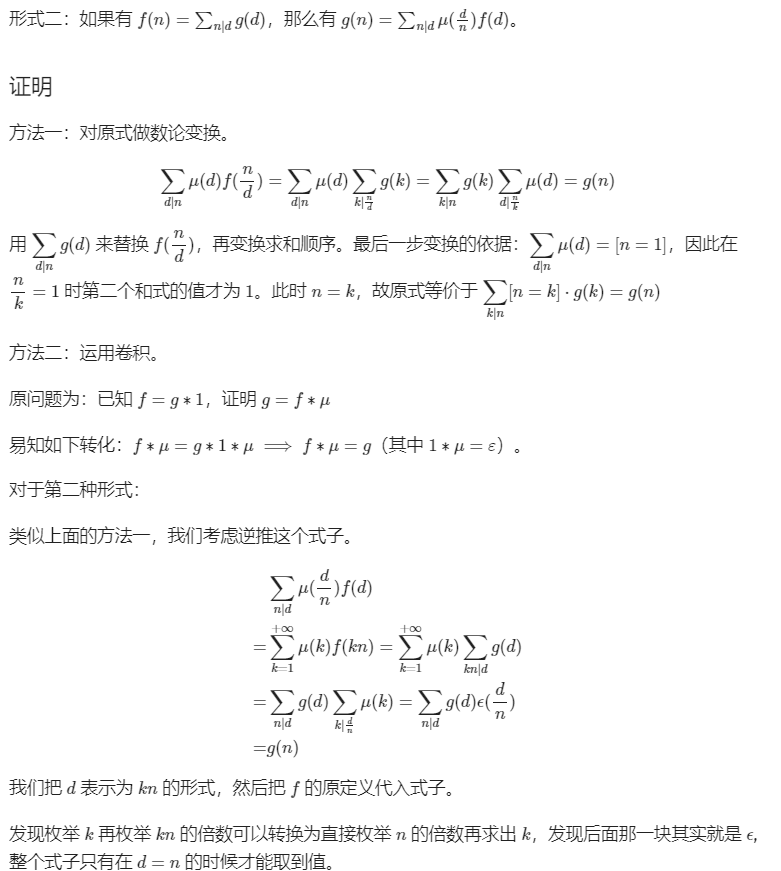 形式二：如果有 $f(n)=\sum_{n|d}g(d)$，那么有 $g(n)=\sum_{n|d}\mu(\frac{d}{n})f(d)$。
证明
方法一：对原式做数论变换。
$\sum_{d|n}\mu(d)f(\frac{n}{d})=\sum_{d|n}\mu(d)\sum_{k|\frac{n}{d}}g(k)=\sum_{k|n}g(k)\sum_{d|\frac{n}{k}}\mu(d)=g(n)$
用 $\sum_{d|n}g(d)$ 来替换 $f(\frac{n}{d})$，再变换求和顺序。最后一步变换的依据：$\sum_{d|n}\mu(d)=[n=1]$，因此在
$\frac{n}{k}=1$ 时第二个和式的值才为 $1$。此时 $n=k$，故原式等价于 $\sum_{k|n}[n=k]\cdot g(k)=g(n)$
方法二：运用卷积。
原问题为：已知 $f=g*1$，证明 $g=f*\mu$
易知如下转化：$f*\mu=g*1*\mu\implies f*\mu=g$（其中 $1*\mu=\varepsilon$）。
对于第二种形式：
类似上面的方法一，我们考虑逆推这个式子。
$\sum_{n|d}\mu(\frac{d}{n})f(d)$
$=\sum_{k=1}^{+\infty}\mu(k)f(kn)=\sum_{k=1}^{+\infty}\mu(k)\sum_{kn|d}g(d)$
$=\sum_{n|d}g(d)\sum_{k|\frac{d}{n}}\mu(k)=\sum_{n|d}g(d)\epsilon(\frac{d}{n})$
$=g(n)$
我们把 $d$ 表示为 $kn$ 的形式，然后把 $f$ 的原定义代入式子。
发现枚举 $k$ 再枚举 $kn$ 的倍数可以转换为直接枚举 $n$ 的倍数再求出 $k$，发现后面那一块其实就是 $\epsilon$,
整个式子只有在 $d=n$ 的时候才能取到值。